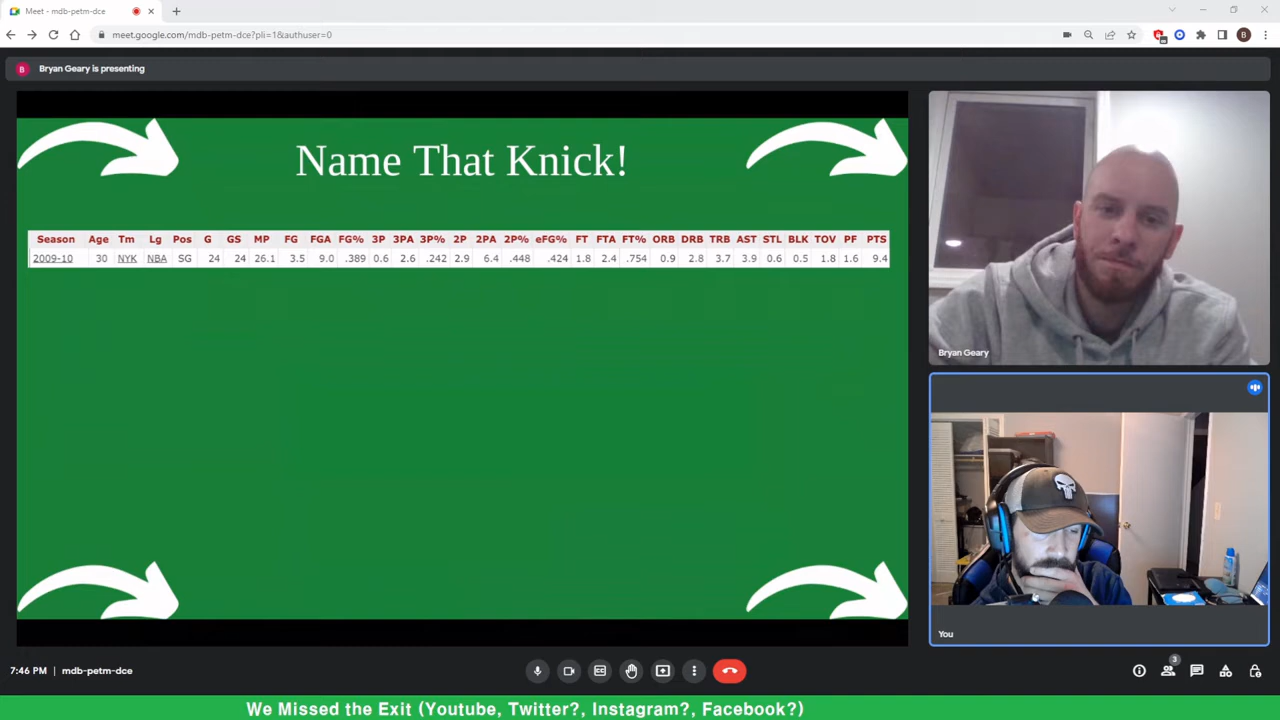 Meet - mdb-petm-dce
meet.google.com/mdb-petm-dce?pli=1&authuser=0
B
B
Bryan Geary is presenting
Name That Knick!
Season Age Tm Lg Pos G GS MP FG FGA FG% 3P 3PA 3P% 2P 2PA 2P% eFG% FT FTA FT% ORB DRB TRB AST STL BLK TOV PF PTS
2009-10 30 NYK NBA SG 24 24 26.1 3.5 9.0 .389 0.6 2.6 .242 2.9 6.4 .448 .424 1.8 2.4 .754 0.9 2.8 3.7 3.9 0.6 0.5 1.8 1.6 9.4
Bryan Geary
You
7:46 PM | mdb-petm-dce
3
We Missed the Exit (Youtube, Twitter?, Instagram?, Facebook?)